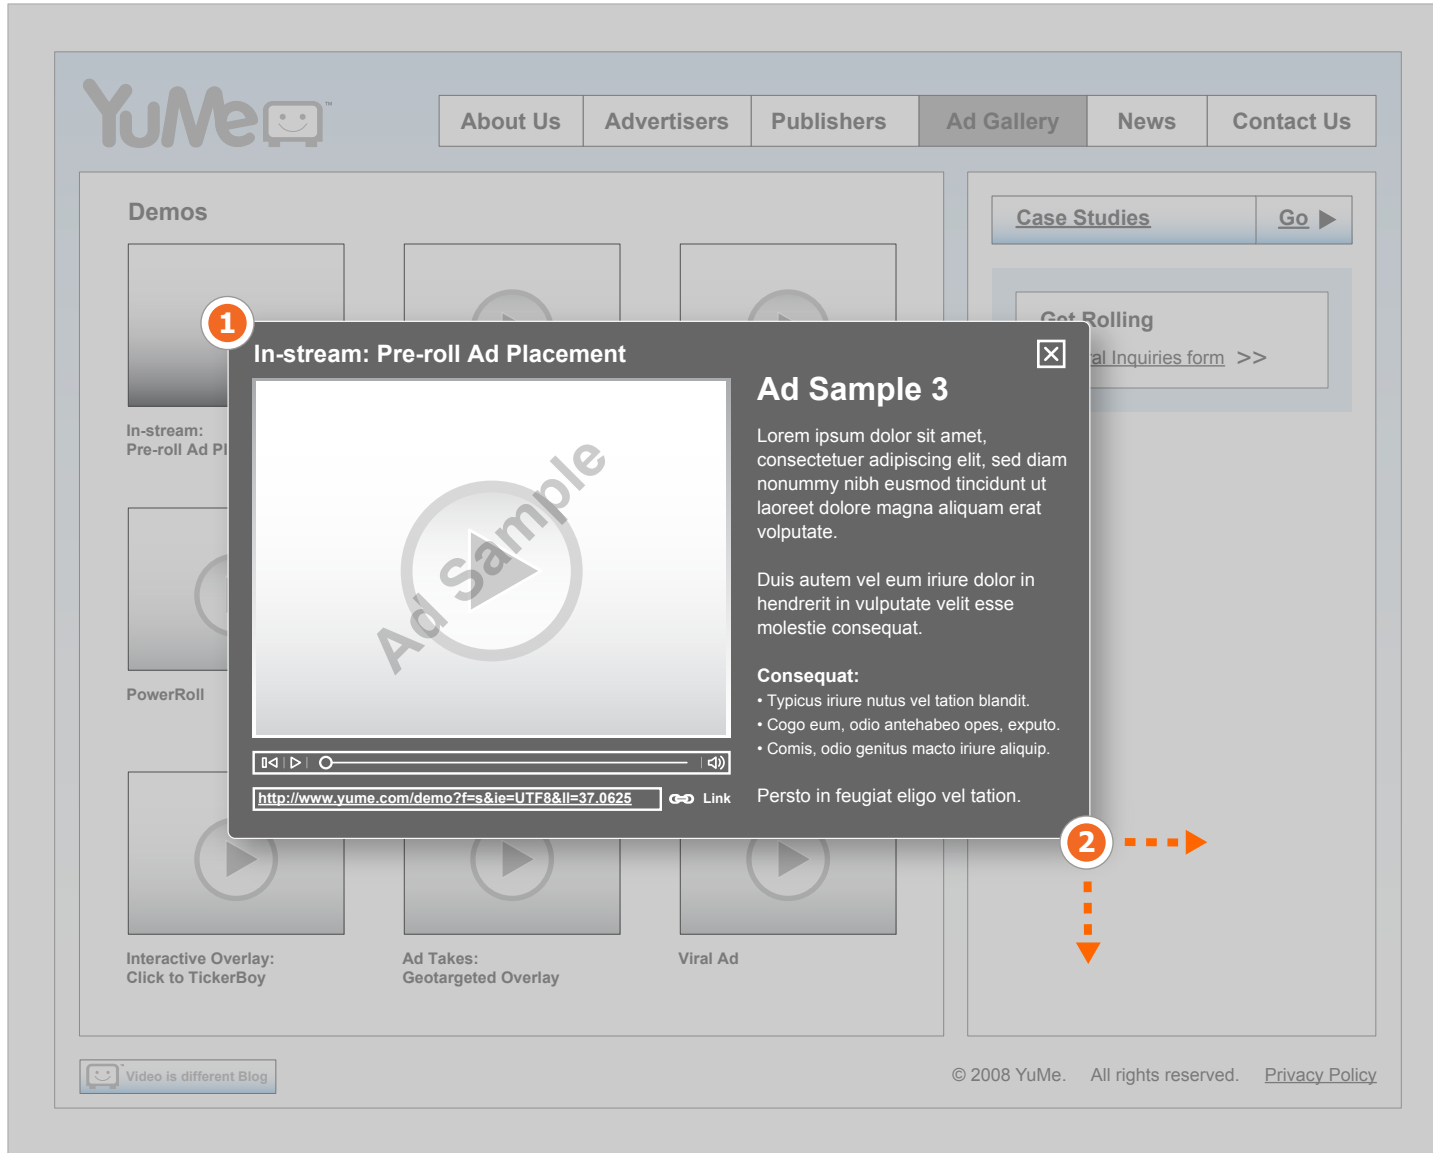 YuMe™
About Us
Advertisers
Publishers
Ad Gallery
News
Contact Us
Demos
Case Studies
Go
Get Rolling
al Inquiries form >>
1
In-stream: Pre-roll Ad Placement
Ad Sample
http://www.yume.com/demo?f=s&ie=UTF8&ll=37.0625
Link
Ad Sample 3
Lorem ipsum dolor sit amet,
consectetuer adipiscing elit, sed diam
nonummy nibh eusmod tincidunt ut
laoreet dolore magna aliquam erat
volputate.
Duis autem vel eum iriure dolor in
hendrerit in vulputate velit esse
molestie consequat.
Consequat:
• Typicus iriure nutus vel tation blandit.
• Cogo eum, odio antehabeo opes, exputo.
• Comis, odio genitus macto iriure aliquip.
Persto in feugiat eligo vel tation.
2
In-stream:
Pre-roll Ad Pl
PowerRoll
Interactive Overlay:
Click to TickerBoy
Ad Takes:
Geotargeted Overlay
Viral Ad
Video is different Blog
© 2008 YuMe. All rights reserved. Privacy Policy